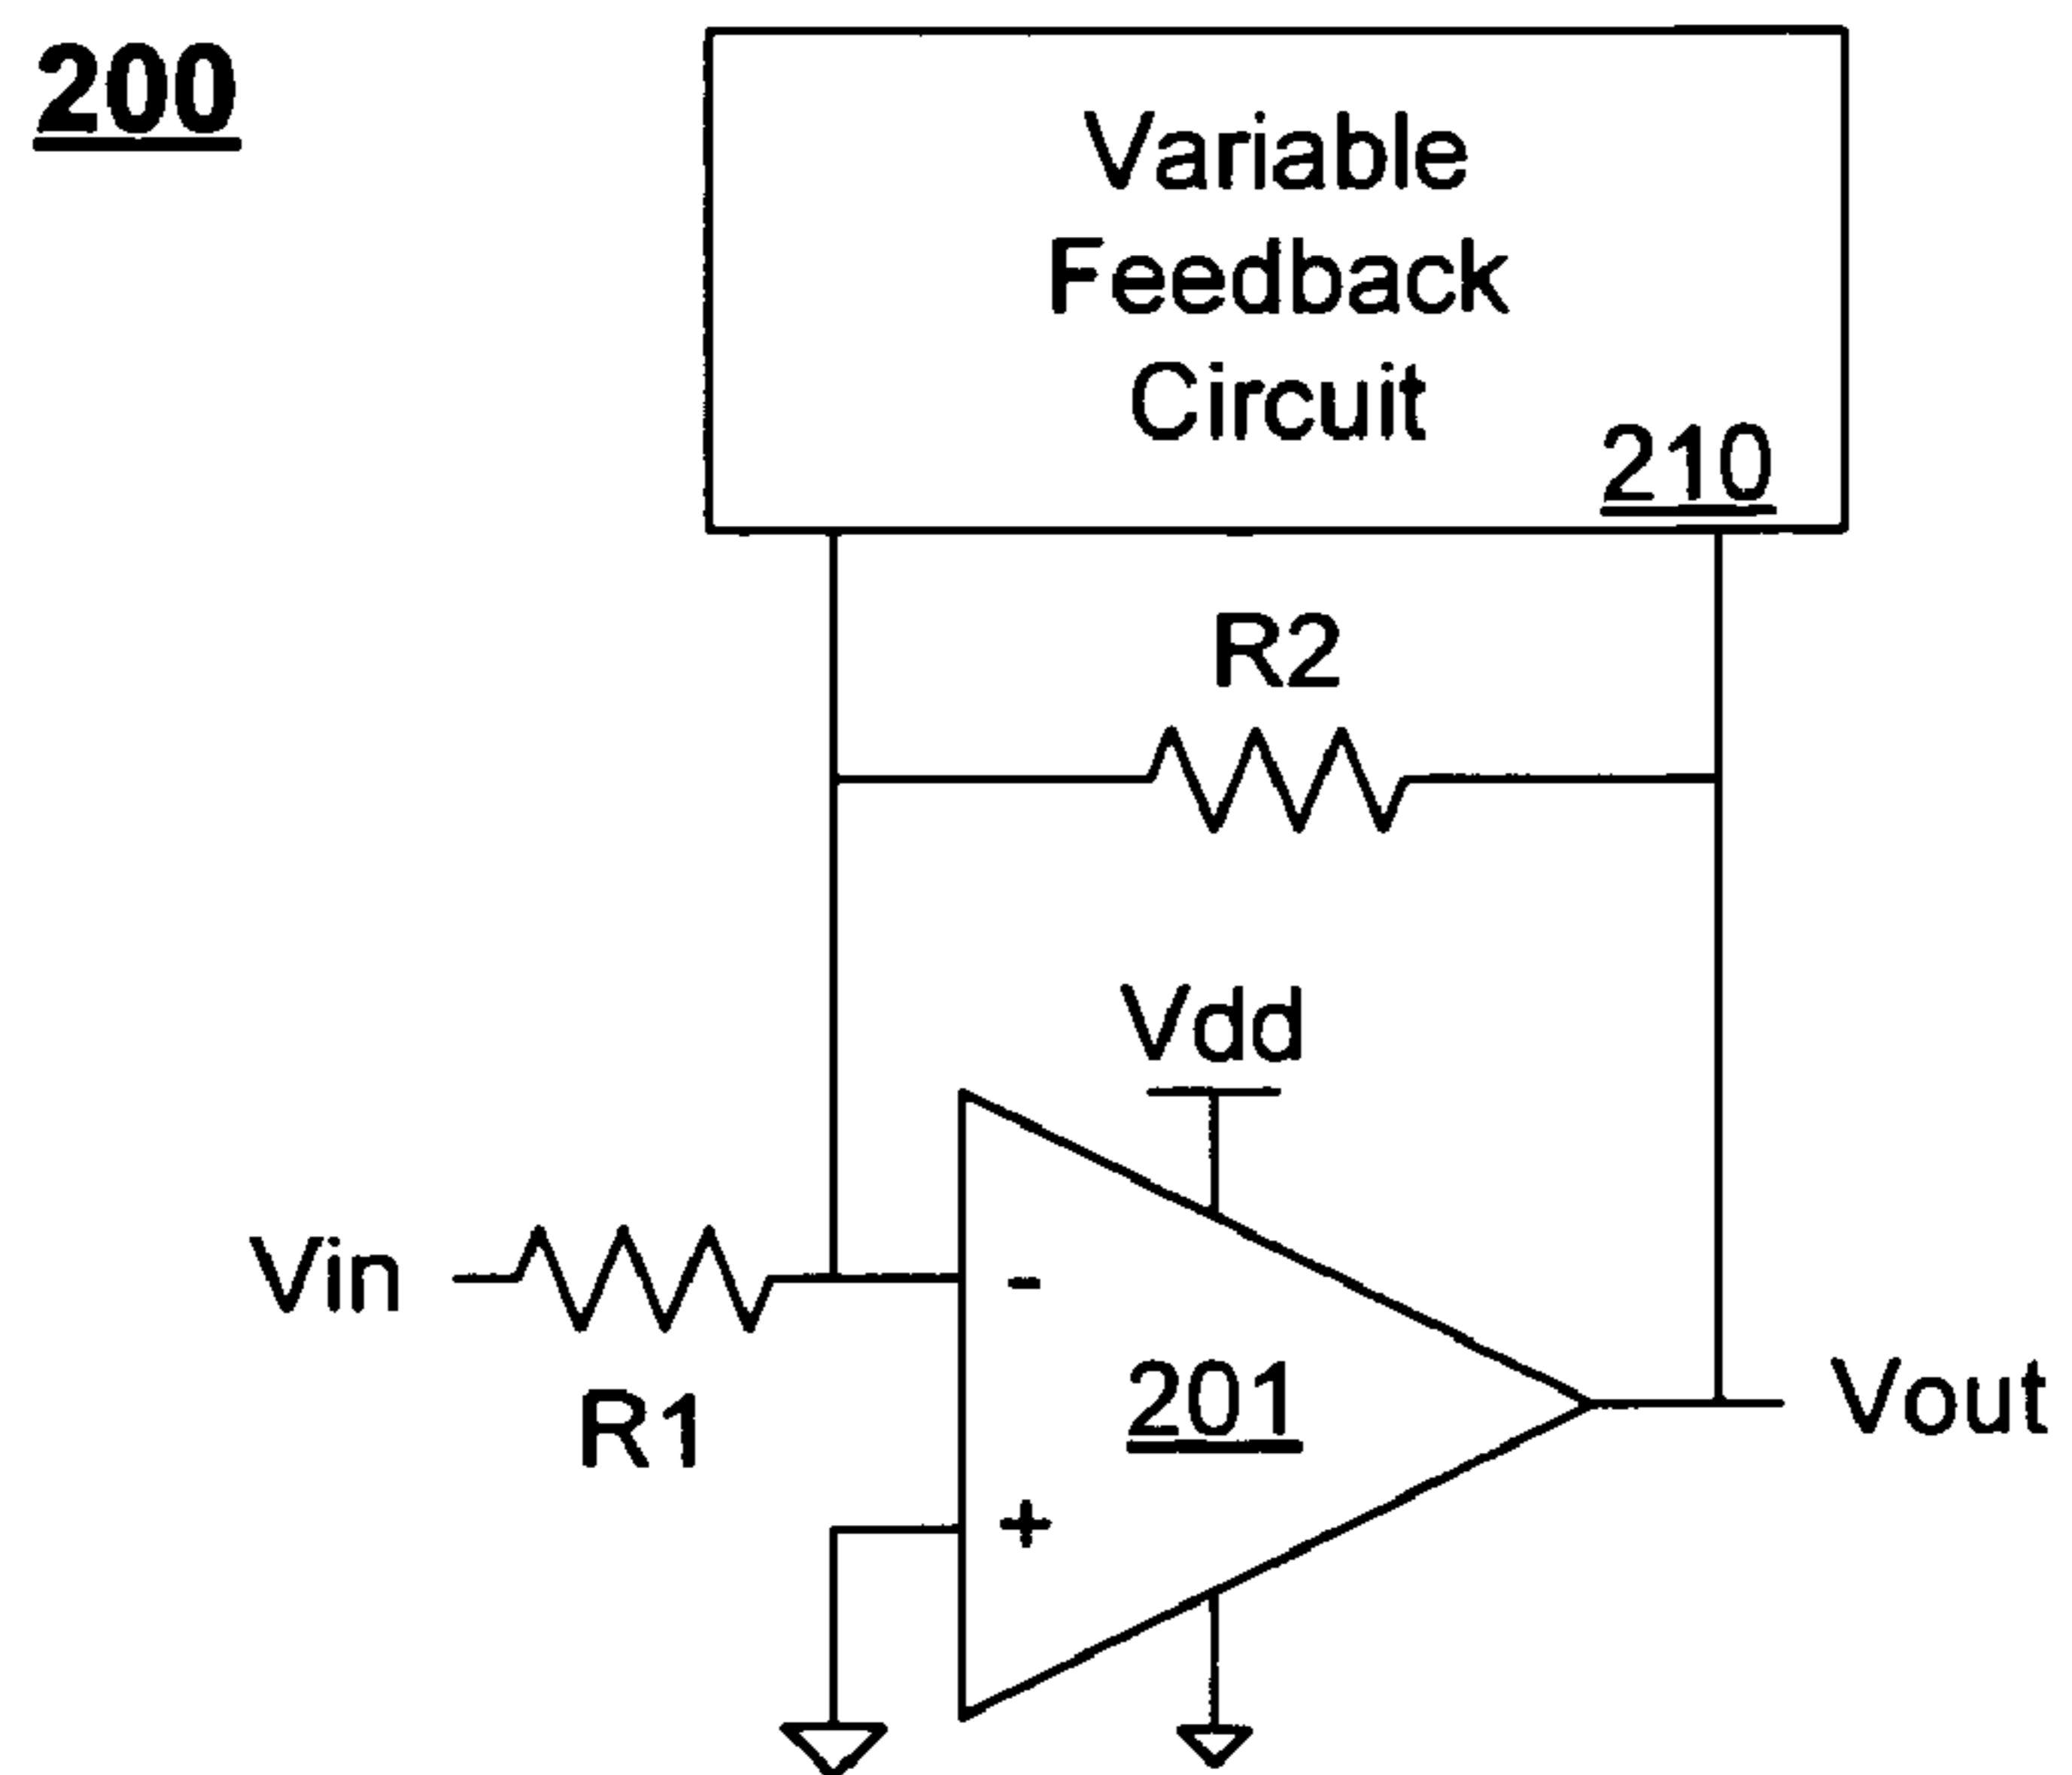 200
Variable
Feedback
Circuit
210
R2
Vdd
Vin
-
R1
201
Vout
+